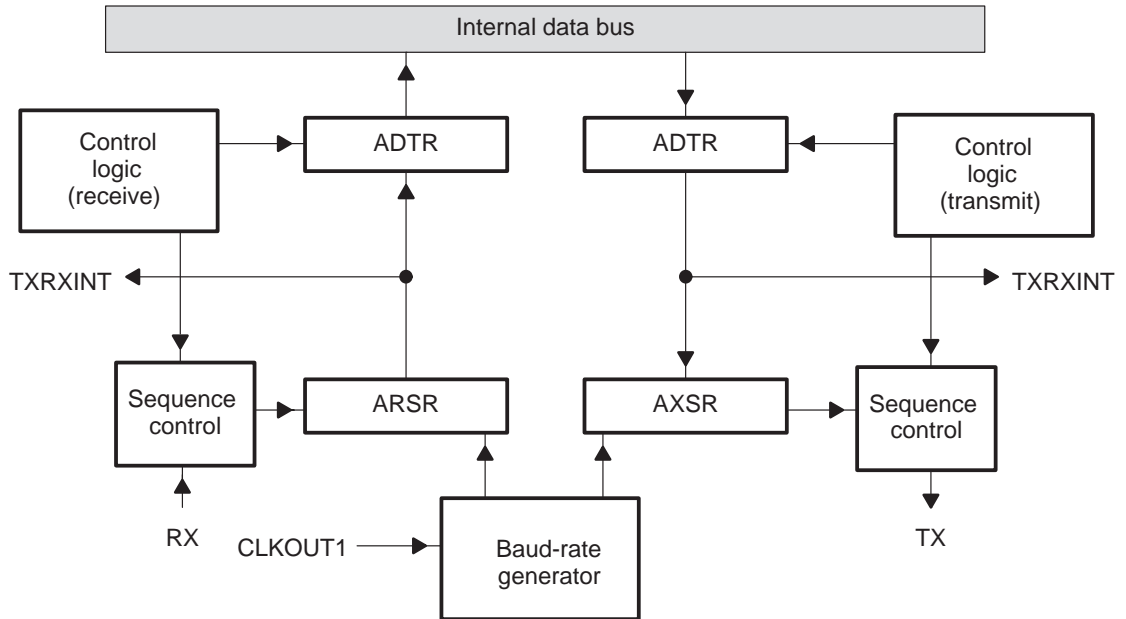 Internal data bus
Control
logic
(receive)
ADTR
ADTR
Control
logic
(transmit)
TXRXINT
TXRXINT
Sequence
control
ARSR
AXSR
Sequence
control
RX
CLKOUT1
Baud-rate
generator
TX